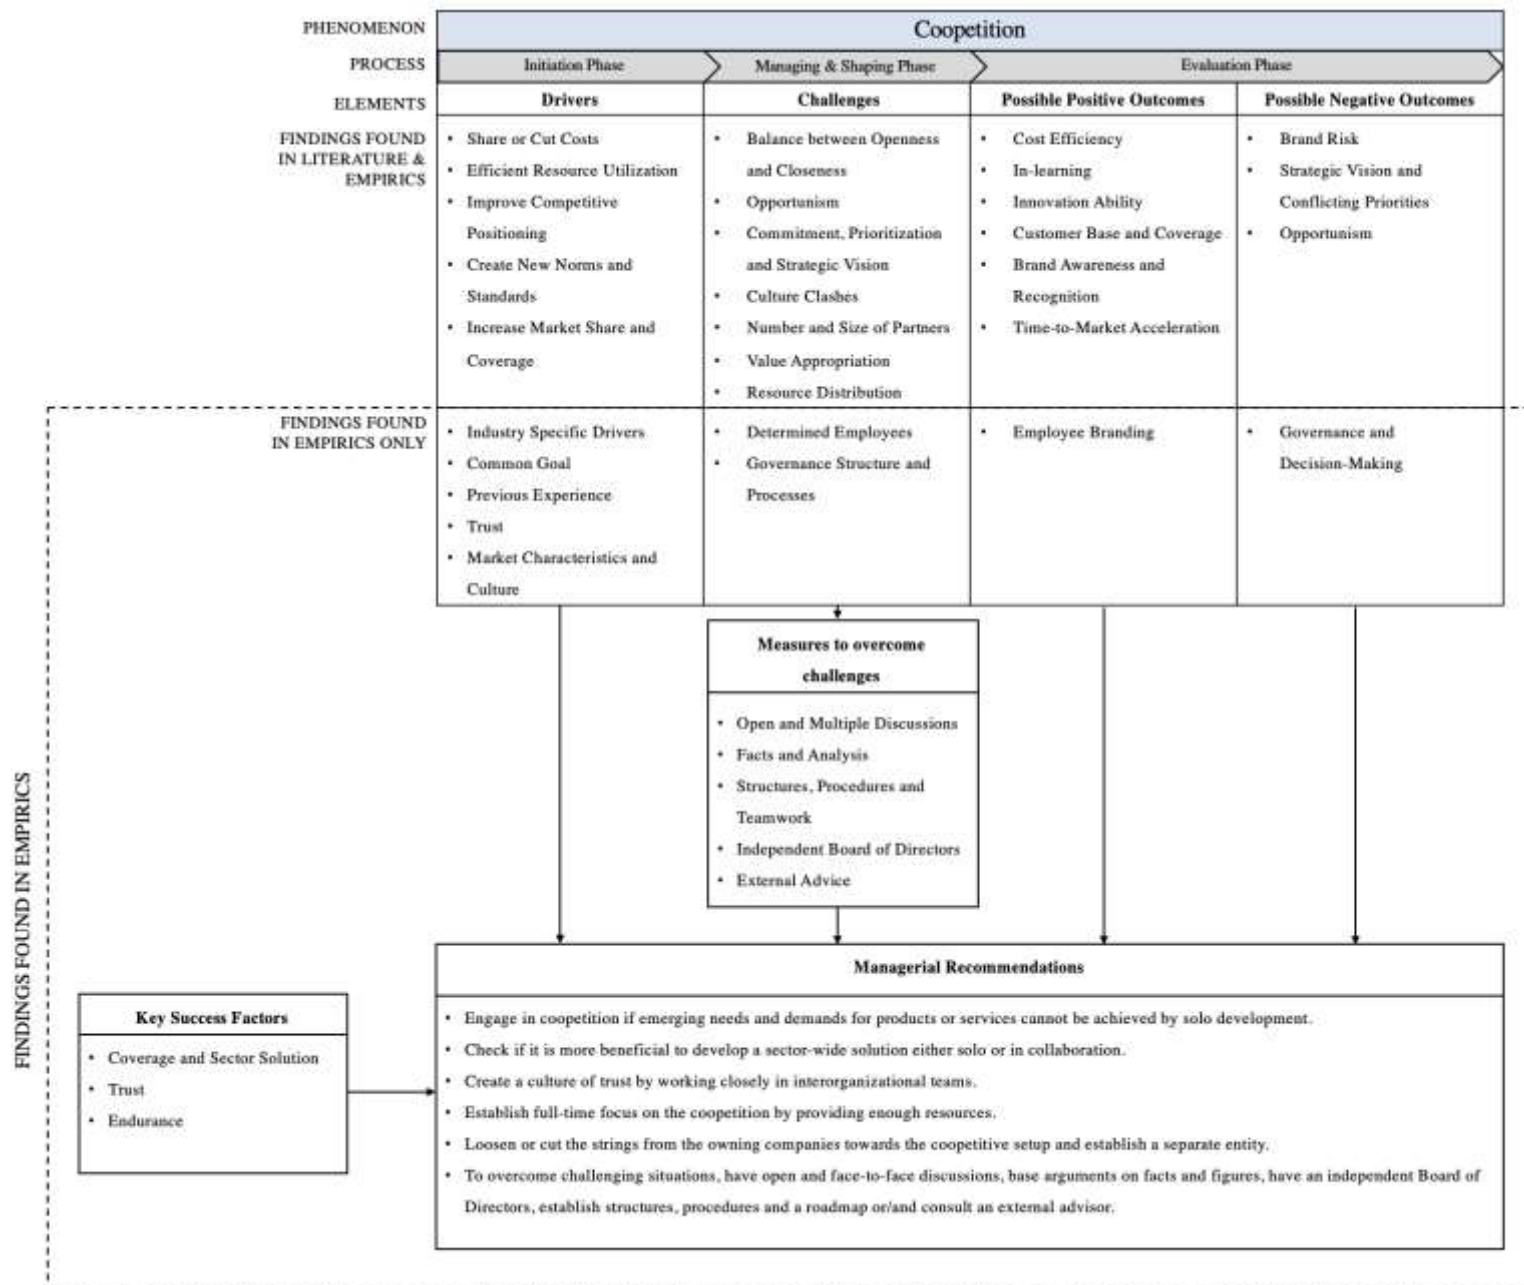 PHENOMENON
Coopetition
PROCESS
Initiation Phase
Managing & Shaping Phase
Evaluation Phase
ELEMENTS
Drivers
Challenges
Possible Positive Outcomes
Possible Negative Outcomes
FINDINGS FOUND
IN LITERATURE &
EMPIRICS
• Share or Cut Costs
• Efficient Resource Utilization
• Improve Competitive
Positioning
• Create New Norms and
Standards
• Increase Market Share and
Coverage
• Balance between Openness
and Closeness
• Opportunism
• Commitment, Prioritization
and Strategic Vision
• Culture Clashes
• Number and Size of Partners
• Value Appropriation
• Resource Distribution
• Cost Efficiency
• In-learning
• Innovation Ability
• Customer Base and Coverage
• Brand Awareness and
Recognition
• Time-to-Market Acceleration
• Brand Risk
• Strategic Vision and
Conflicting Priorities
• Opportunism
FINDINGS FOUND
IN EMPIRICS ONLY
• Industry Specific Drivers
• Common Goal
• Previous Experience
• Trust
• Market Characteristics and
Culture
• Determined Employees
• Governance Structure and
Processes
• Employee Branding
• Governance and
Decision-Making
Measures to overcome
challenges
• Open and Multiple Discussions
• Facts and Analysis
• Structures, Procedures and
Teamwork
• Independent Board of Directors
• External Advice
FINDINGS FOUND IN EMPIRICS
Key Success Factors
• Coverage and Sector Solution
• Trust
• Endurance
Managerial Recommendations
• Engage in coopetition if emerging needs and demands for products or services cannot be achieved by solo development.
• Check if it is more beneficial to develop a sector-wide solution either solo or in collaboration.
• Create a culture of trust by working closely in interorganizational teams.
• Establish full-time focus on the coopetition by providing enough resources.
• Loosen or cut the strings from the owning companies towards the coopetitive setup and establish a separate entity.
• To overcome challenging situations, have open and face-to-face discussions, base arguments on facts and figures, have an independent Board of
Directors, establish structures, procedures and a roadmap or/and consult an external advisor.